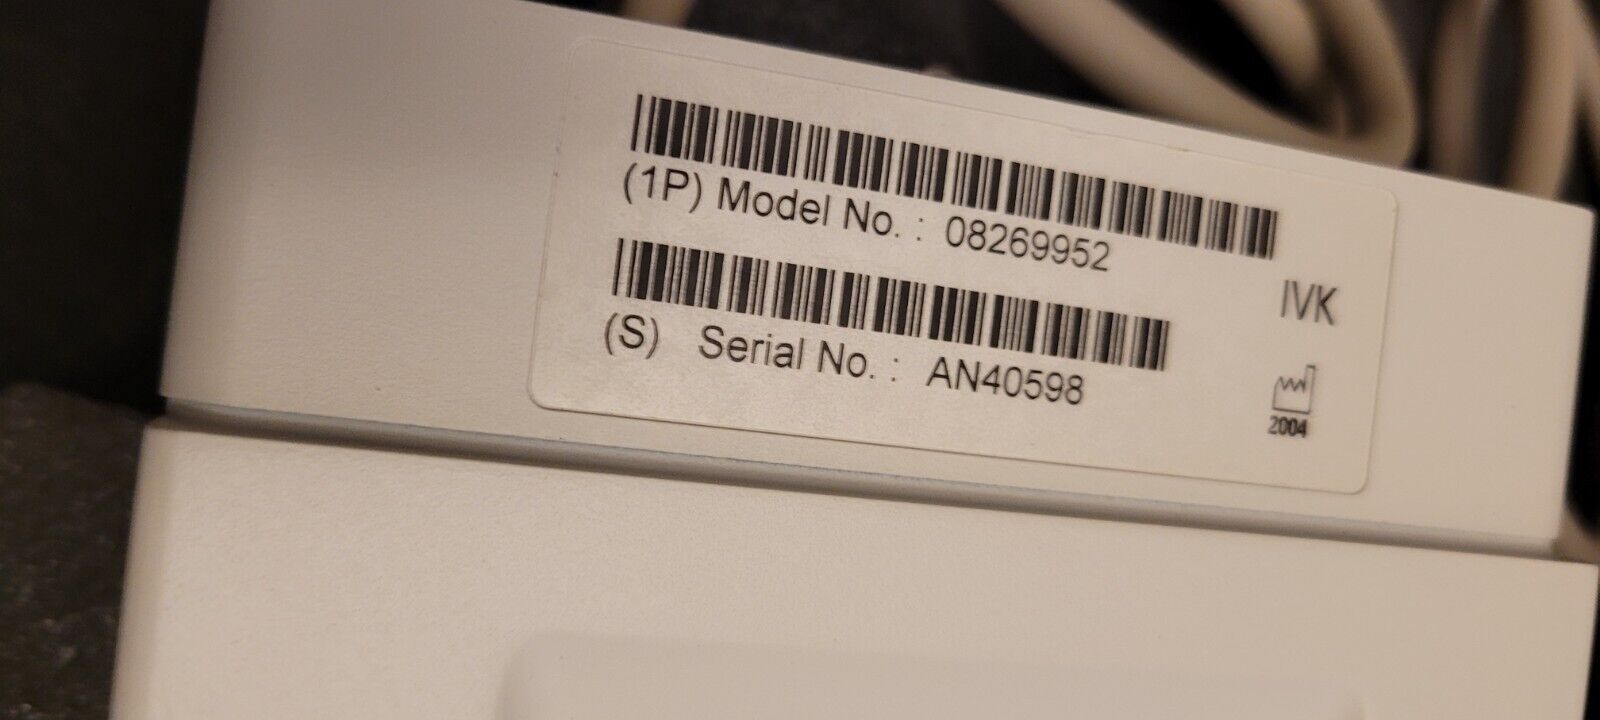 (1P) Model No. : 08269952
IVK
(S) Serial No. : AN40598
2004